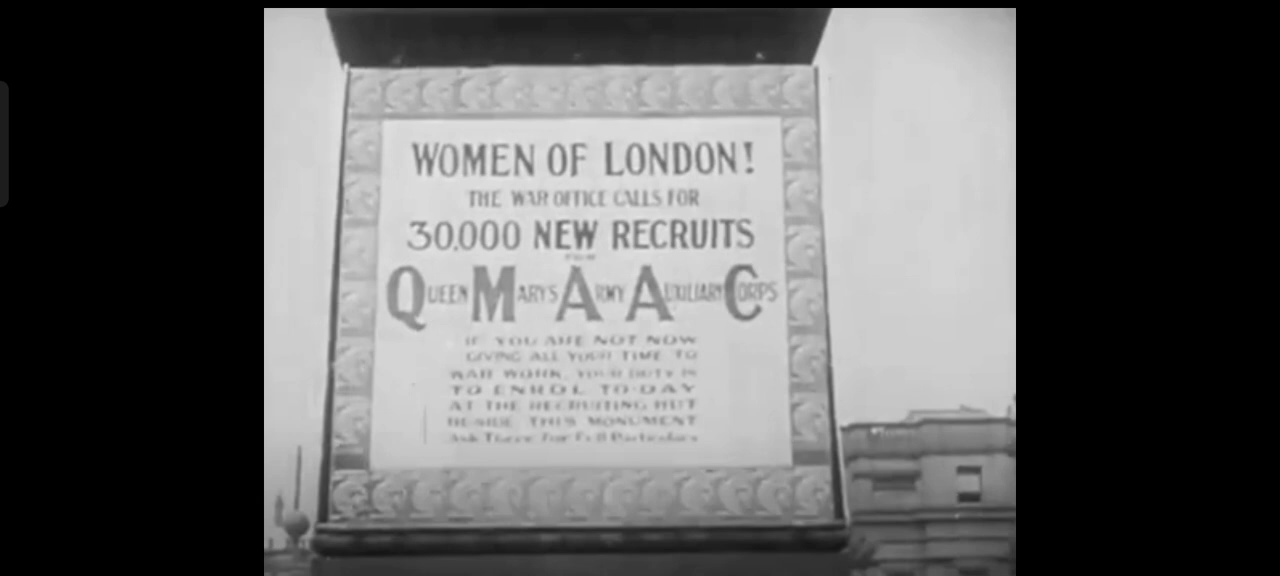 WOMEN OF LONDON!
THE WAR OFFICE CALLS FOR
30,000 NEW RECRUITS
FOR
QUEEN MARY'S ARMY AUXILIARY CORPS
IF YOU ARE NOT NOW
GIVING ALL YOUR TIME TO
WAR WORK, YOUR DUTY IS
TO ENROL TO-DAY
AT THE RECRUITING HUT
BESIDE THIS MONUMENT
Ask There for Full Particulars